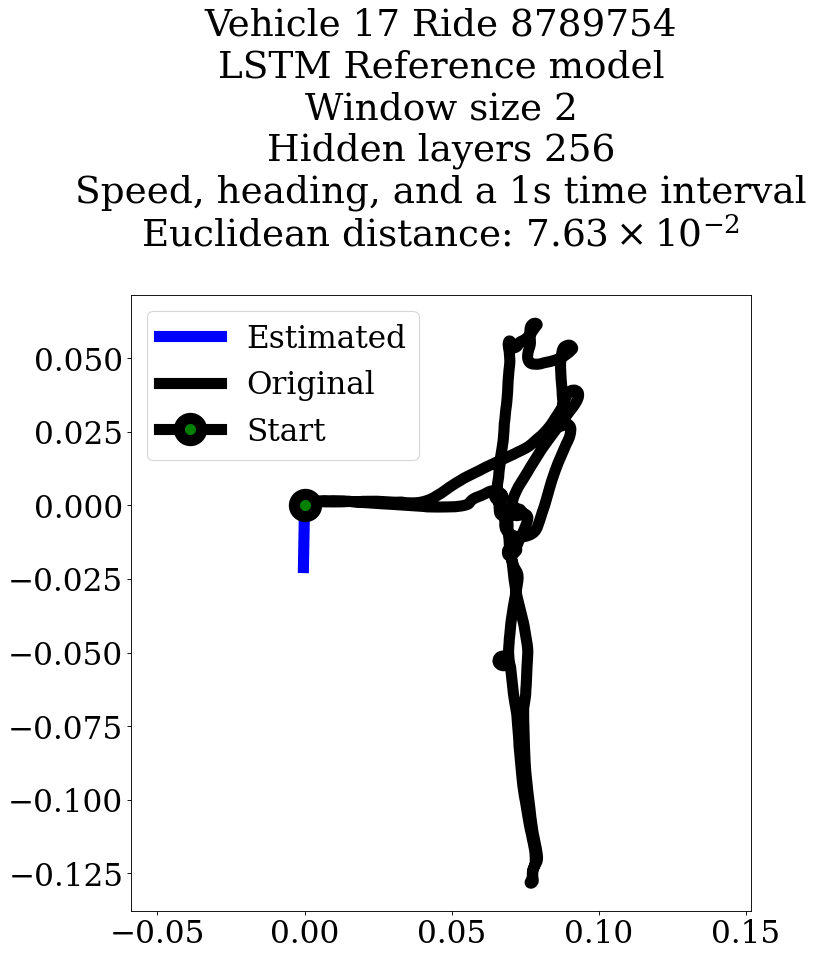 Vehicle 17 Ride 8789754
LSTM Reference model
Window size 2
Hidden layers 256
Speed, heading, and a 1s time interval
Euclidean distance: 7.63 × 10⁻²
Estimated
Original
Start
0.050
0.025
0.000
−0.025
−0.050
−0.075
−0.100
−0.125
−0.05 0.00 0.05 0.10 0.15